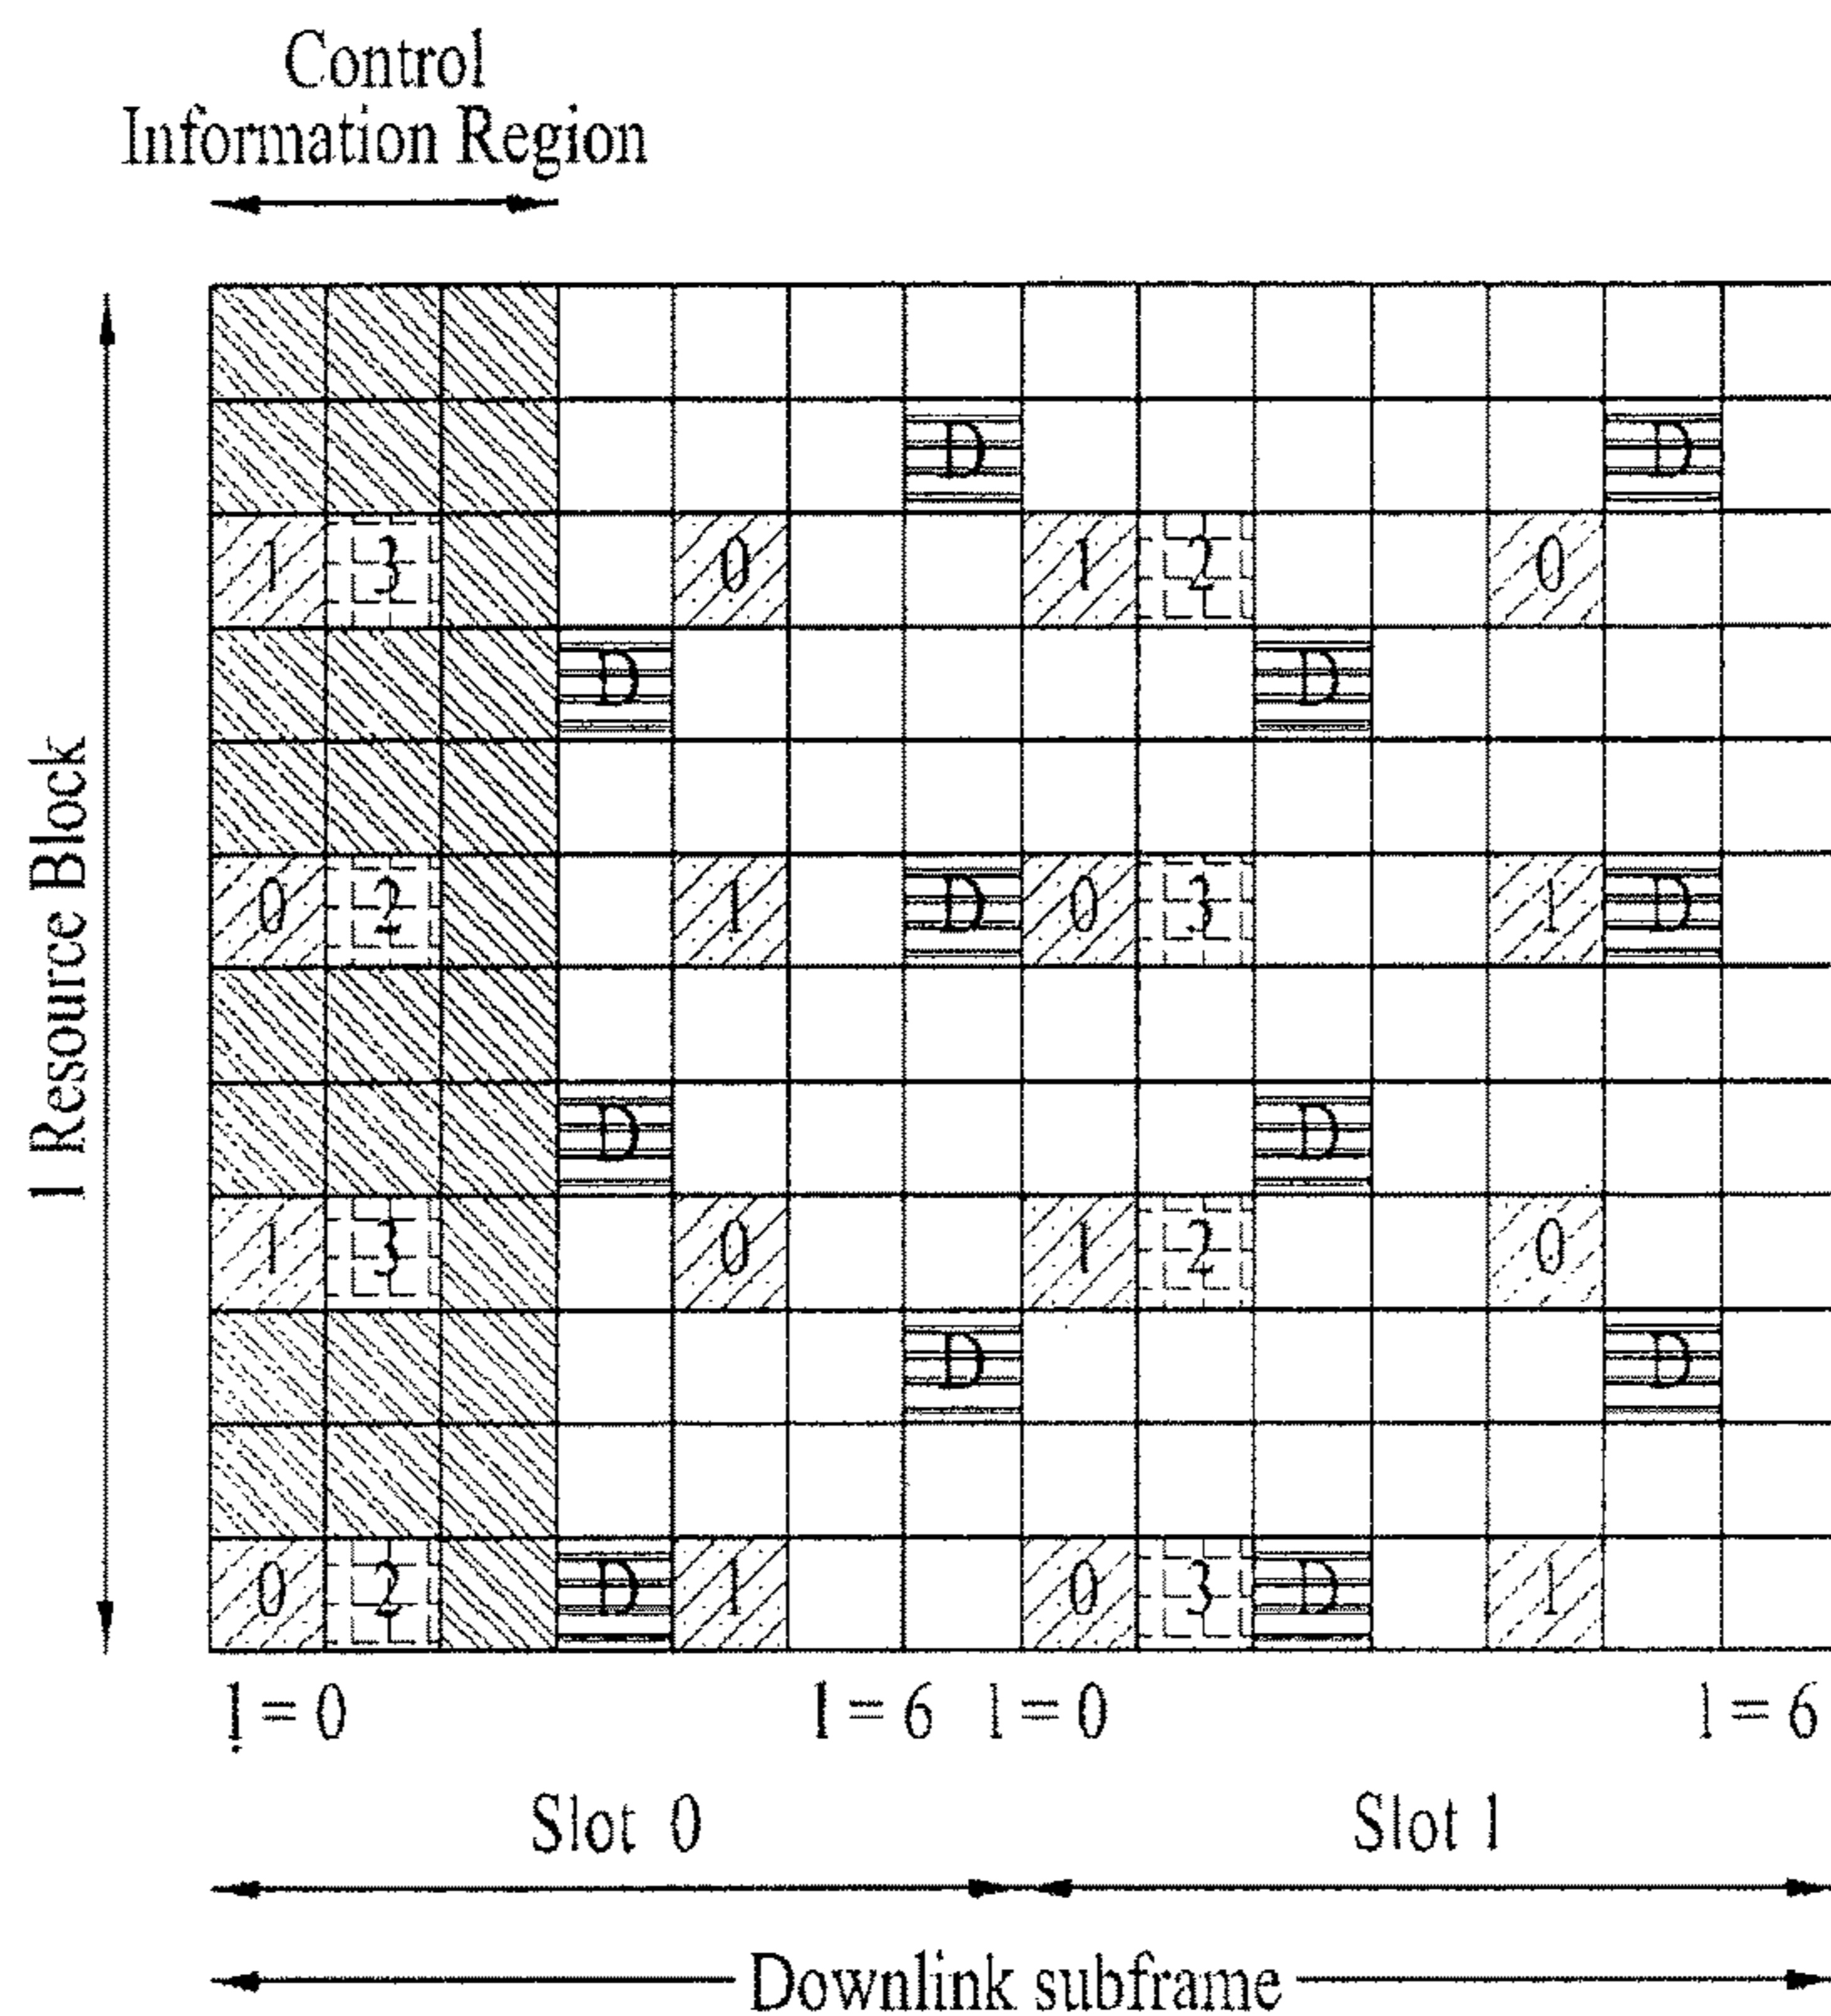 Control
Information Region
1 Resource Block
D D
1 3 0 1 2 0
D D
0 2 1 D 0 3 1 D
D D
1 3 0 1 2 0
D D
0 2 D 1 0 3 D 1
l = 0 l = 6 l = 0 l = 6
Slot 0 Slot 1
Downlink subframe